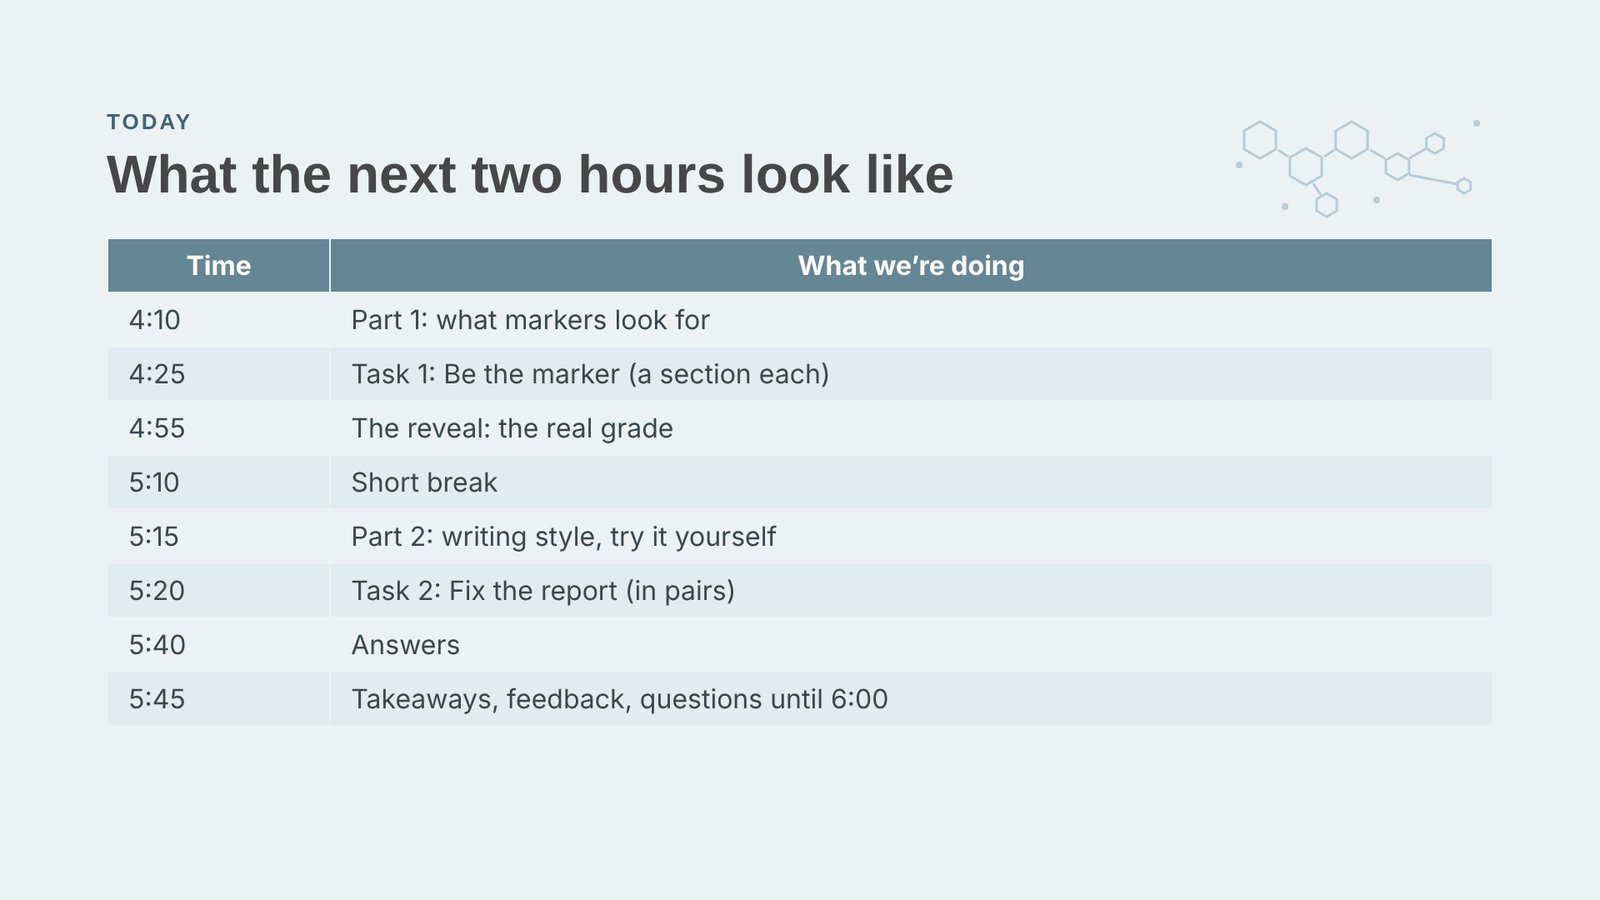 TODAY
What the next two hours look like
Time What we’re doing
4:10 Part 1: what markers look for
4:25 Task 1: Be the marker (a section each)
4:55 The reveal: the real grade
5:10 Short break
5:15 Part 2: writing style, try it yourself
5:20 Task 2: Fix the report (in pairs)
5:40 Answers
5:45 Takeaways, feedback, questions until 6:00